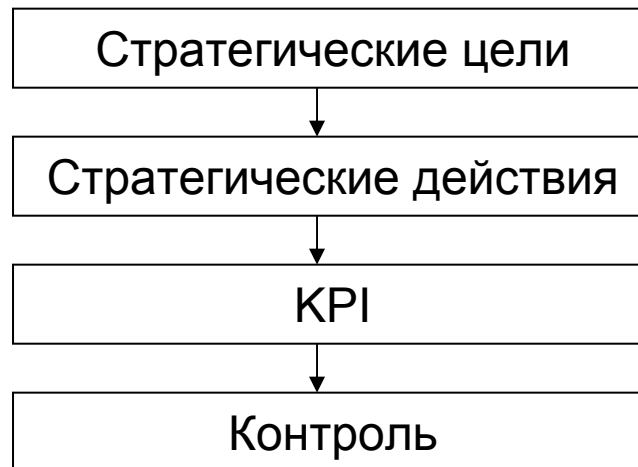 Стратегические цели
Стратегические действия
KPI
Контроль